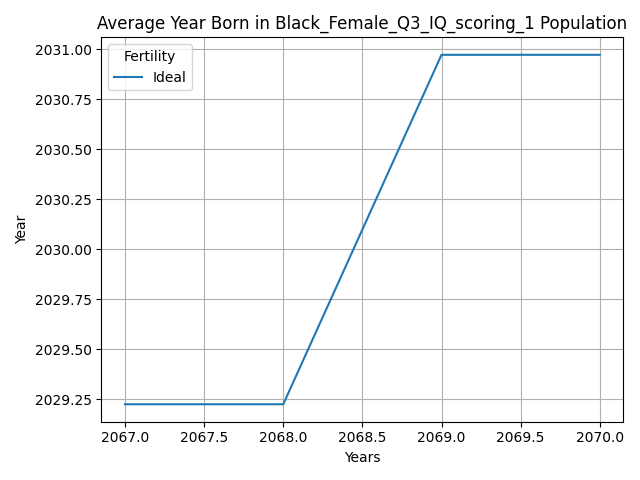 Average Year Born in Black_Female_Q3_IQ_scoring_1 Population
2031.00
2030.75
2030.50
2030.25
2030.00
2029.75
2029.50
2029.25
Year
Fertility
Ideal
2067.0 2067.5 2068.0 2068.5 2069.0 2069.5 2070.0
Years